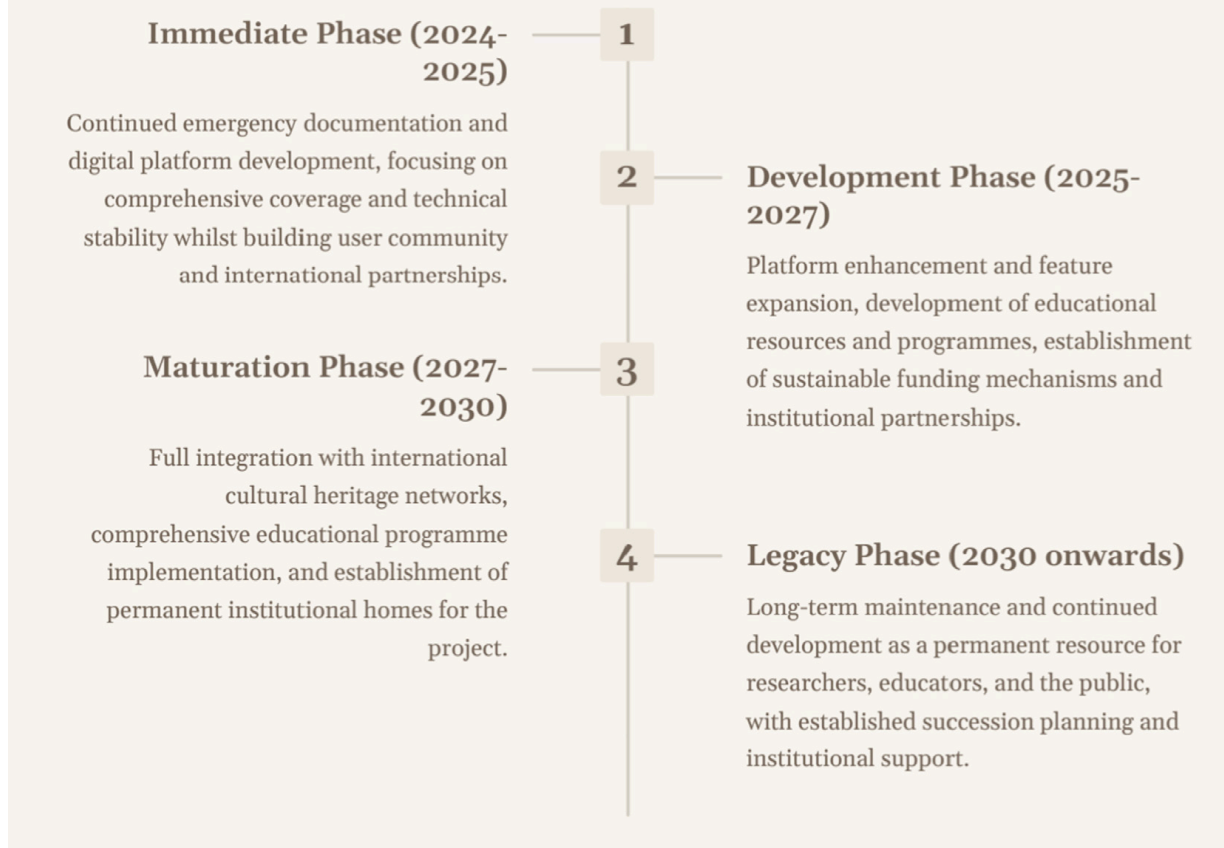 1
Immediate Phase (2024-
2025)
Continued emergency documentation and
digital platform development, focusing on
comprehensive coverage and technical
stability whilst building user community
and international partnerships.
2
Development Phase (2025-
2027)
Platform enhancement and feature
expansion, development of educational
resources and programmes, establishment
of sustainable funding mechanisms and
institutional partnerships.
3
Maturation Phase (2027-
2030)
Full integration with international
cultural heritage networks,
comprehensive educational programme
implementation, and establishment of
permanent institutional homes for the
project.
4
Legacy Phase (2030 onwards)
Long-term maintenance and continued
development as a permanent resource for
researchers, educators, and the public,
with established succession planning and
institutional support.